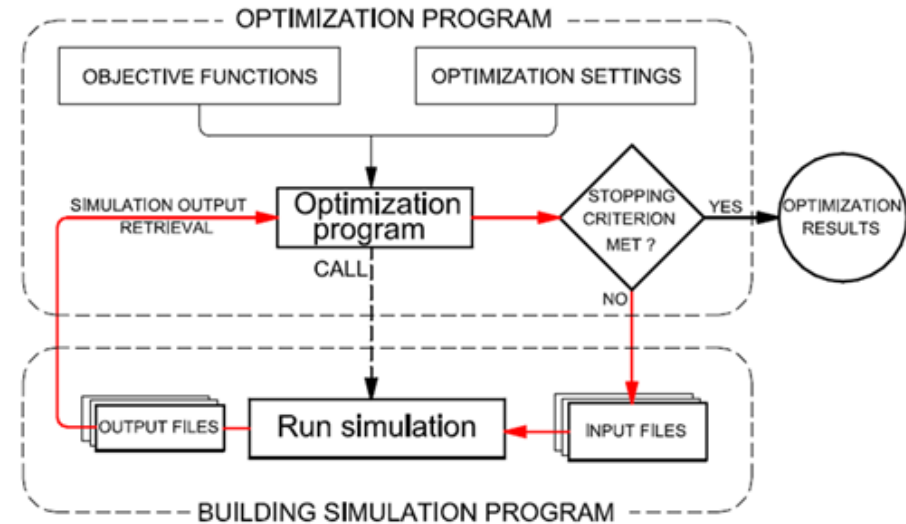 OPTIMIZATION PROGRAM
OBJECTIVE FUNCTIONS
OPTIMIZATION SETTINGS
SIMULATION OUTPUT
RETRIEVAL
Optimization
program
STOPPING
CRITERION
MET ?
YES
OPTIMIZATION
RESULTS
CALL
NO
OUTPUT FILES
Run simulation
INPUT FILES
BUILDING SIMULATION PROGRAM